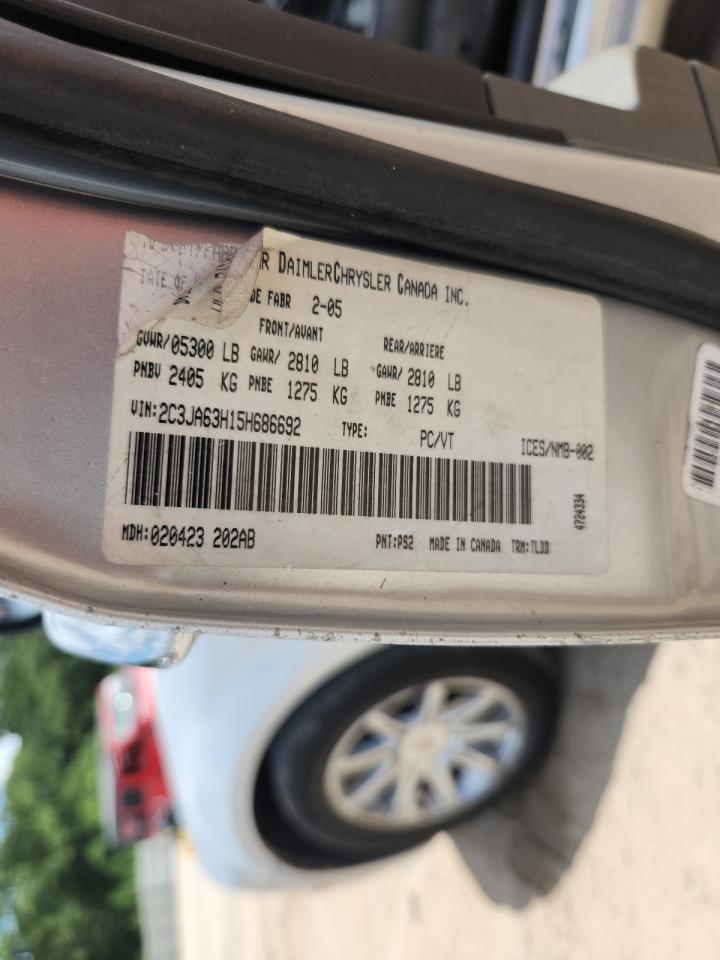 R DAIMLERCHRYSLER CANADA INC.
DE FABR 2-05
FRONT/AVANT REAR/ARRIERE
GVWR/05300 LB GAWR/ 2810 LB GAWR/ 2810 LB
PNBV 2405 KG PNBE 1275 KG PNBE 1275 KG
VIN:2C3JA63H15H686692 TYPE: PC/VT ICES/NMB-002
4724334
MDH:020423 202AB PNT:PS2 MADE IN CANADA TRM:TLDD